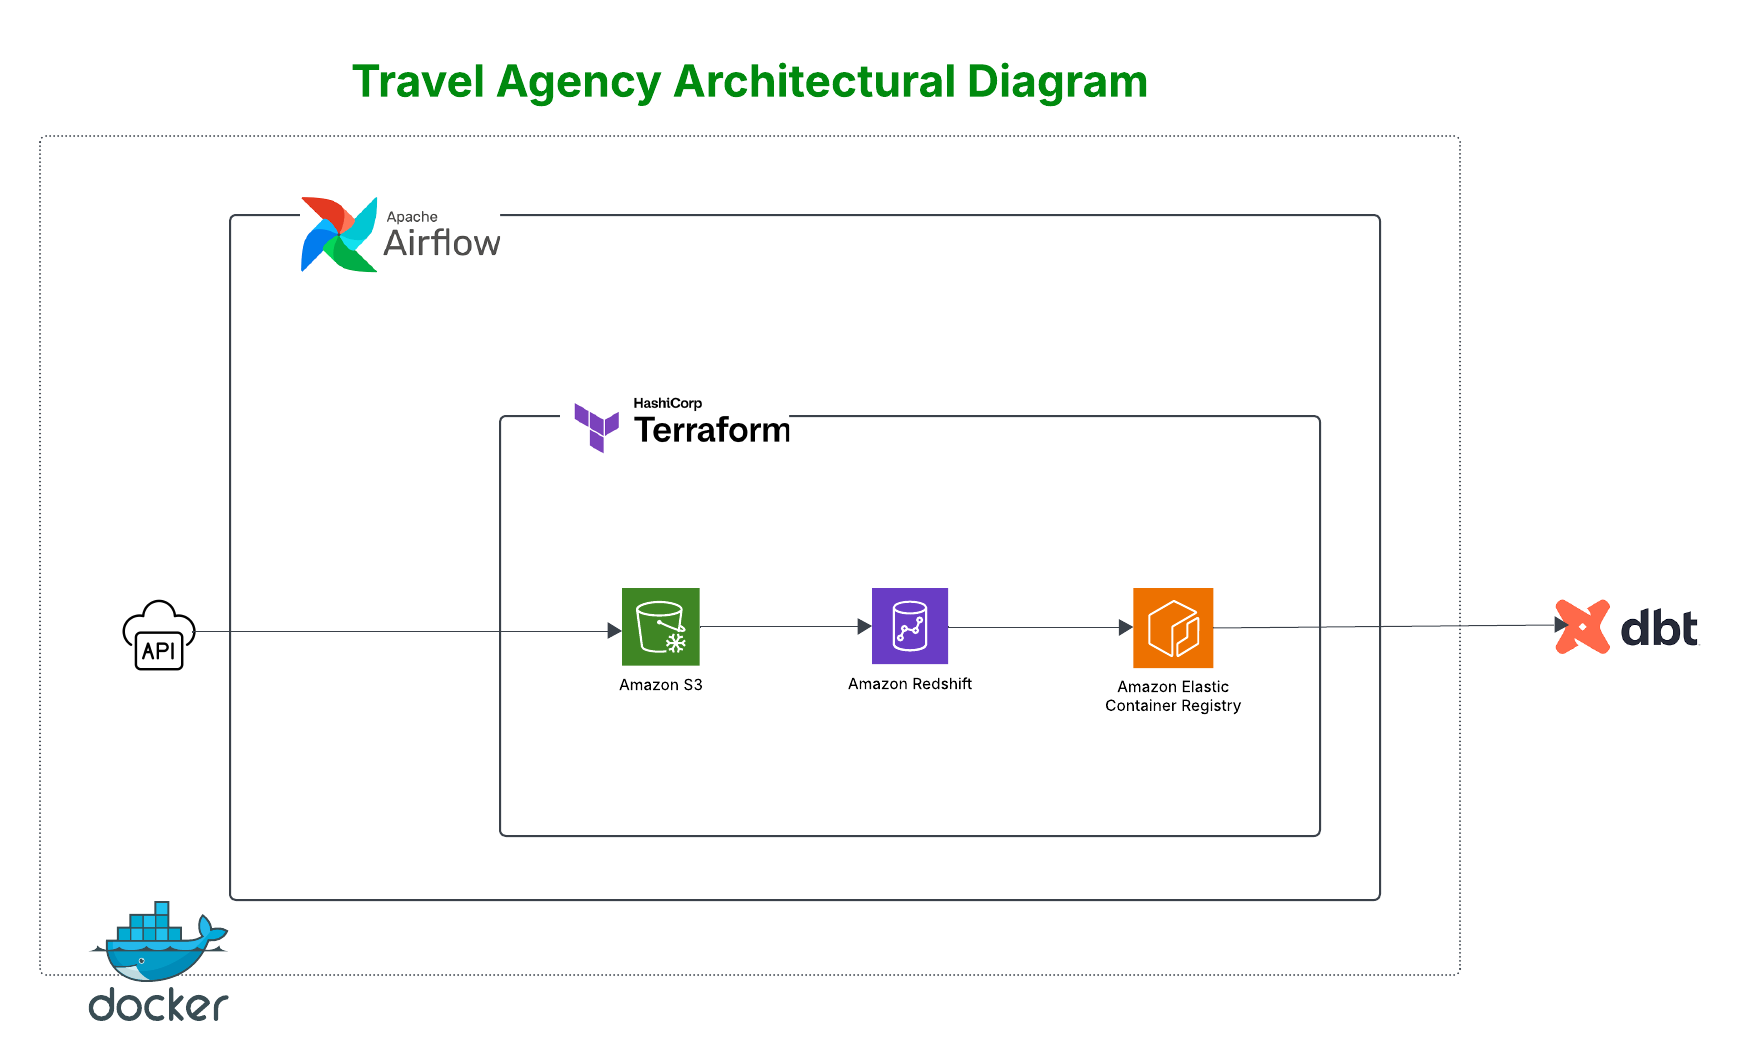 Travel Agency Architectural Diagram
Apache
Airflow
HashiCorp
Terraform
API
Amazon S3
Amazon Redshift
Amazon Elastic
Container Registry
dbt
docker